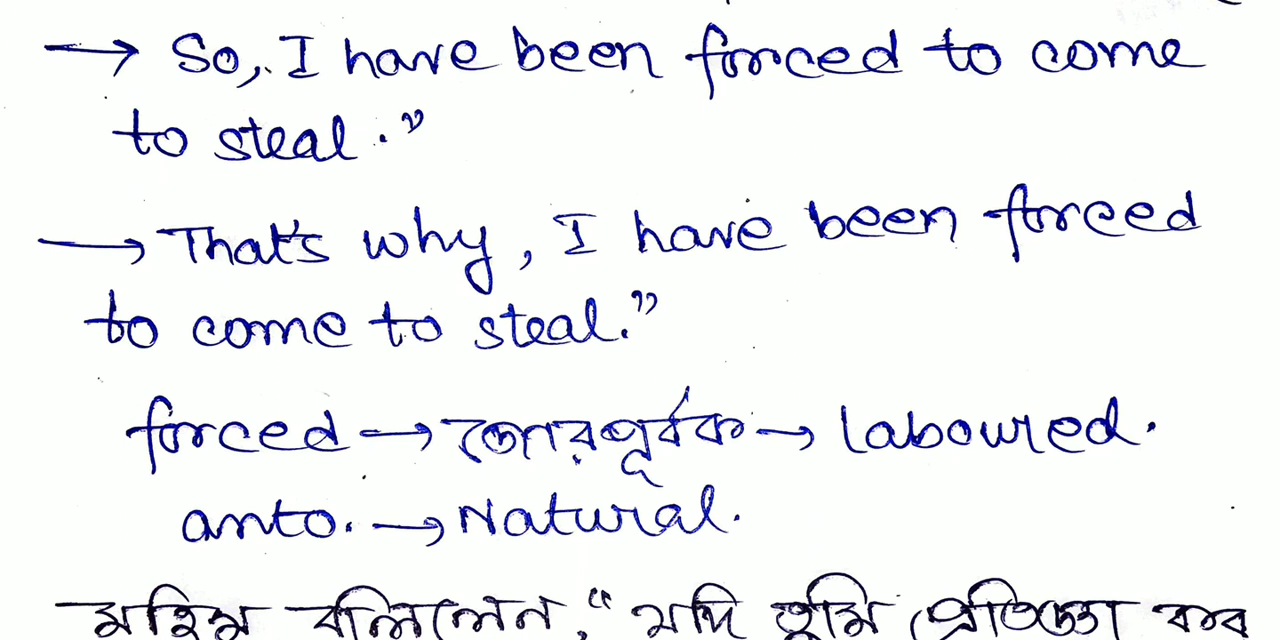 → So, I have been forced to come
to steal.”
→ That's why, I have been forced
to come to steal.”
forced → জোরপূর্বক → Laboured.
anto. → Natural.
মহিম বলিলেন, “যদি তুমি প্রতিজ্ঞা কর